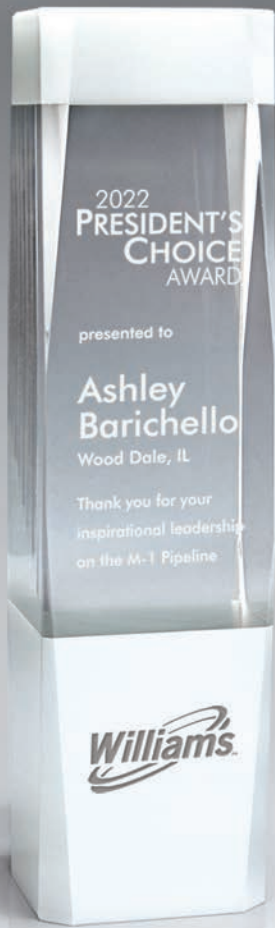 2022
PRESIDENT'S
CHOICE
AWARD
presented to
Ashley
Barichello
Wood Dale, IL
Thank you for your
inspirational leadership
on the M-1 Pipeline
Williams